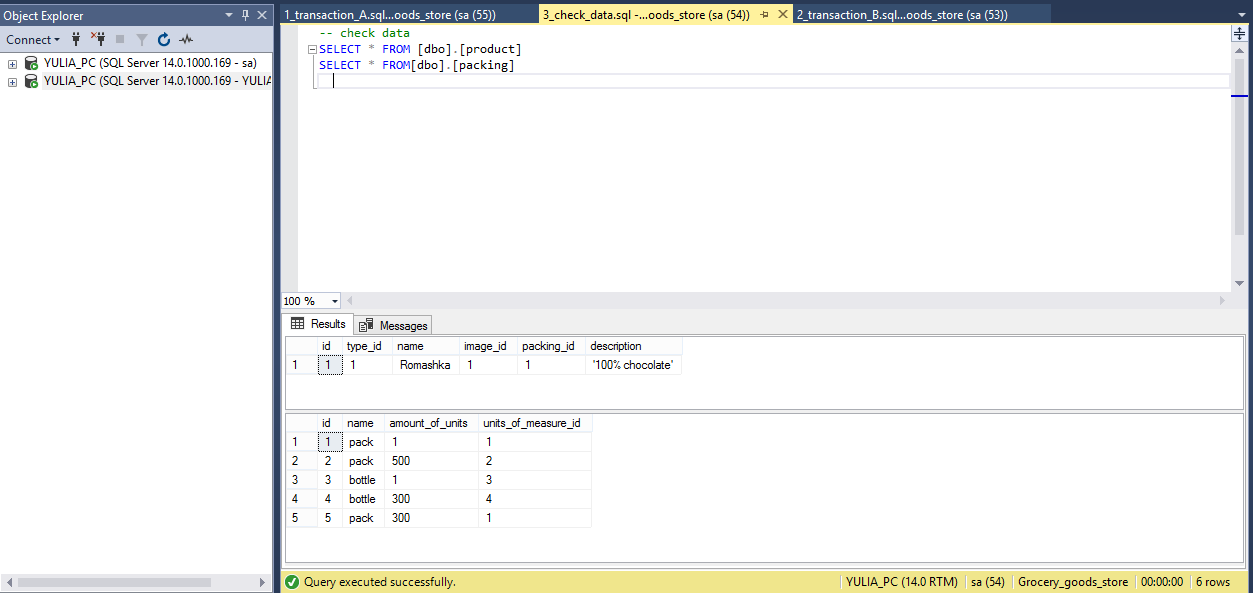 Object Explorer
Connect
YULIA_PC (SQL Server 14.0.1000.169 - sa)
YULIA_PC (SQL Server 14.0.1000.169 - YULIA
1_transaction_A.sql...oods_store (sa (55))
3_check_data.sql -...oods_store (sa (54))
2_transaction_B.sql...oods_store (sa (53))
-- check data
SELECT * FROM [dbo].[product]
SELECT * FROM[dbo].[packing]
100 %
Results
Messages
id type_id name image_id packing_id description
1 1 1 Romashka 1 1 '100% chocolate'
id name amount_of_units units_of_measure_id
1 1 pack 1 1
2 2 pack 500 2
3 3 bottle 1 3
4 4 bottle 300 4
5 5 pack 300 1
Query executed successfully.
YULIA_PC (14.0 RTM)
sa (54)
Grocery_goods_store
00:00:00
6 rows